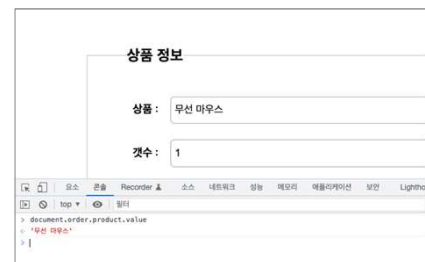 상품 정보
상품 : 무선 마우스
갯수 : 1
요소 콘솔 Recorder 소스 네트워크 성능 메모리 애플리케이션 보안 Lightho
top ▾ 필터
> document.order.product.value
< '무선 마우스'
>